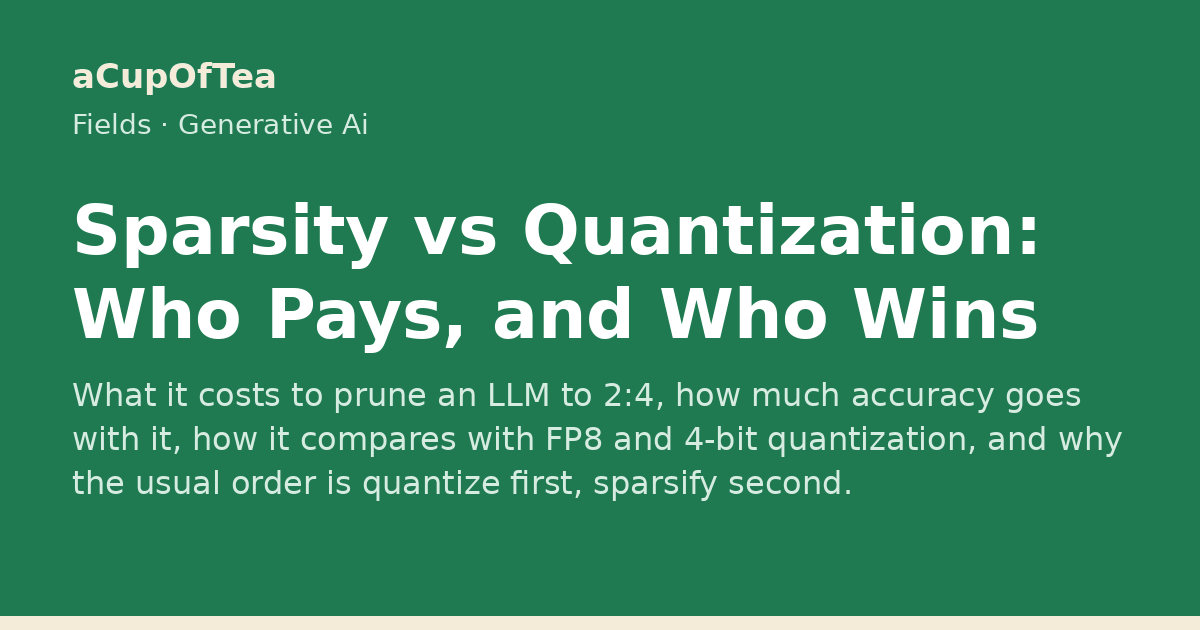 aCupOfTea
Fields · Generative Ai
Sparsity vs Quantization:
Who Pays, and Who Wins
What it costs to prune an LLM to 2:4, how much accuracy goes
with it, how it compares with FP8 and 4-bit quantization, and why
the usual order is quantize first, sparsify second.